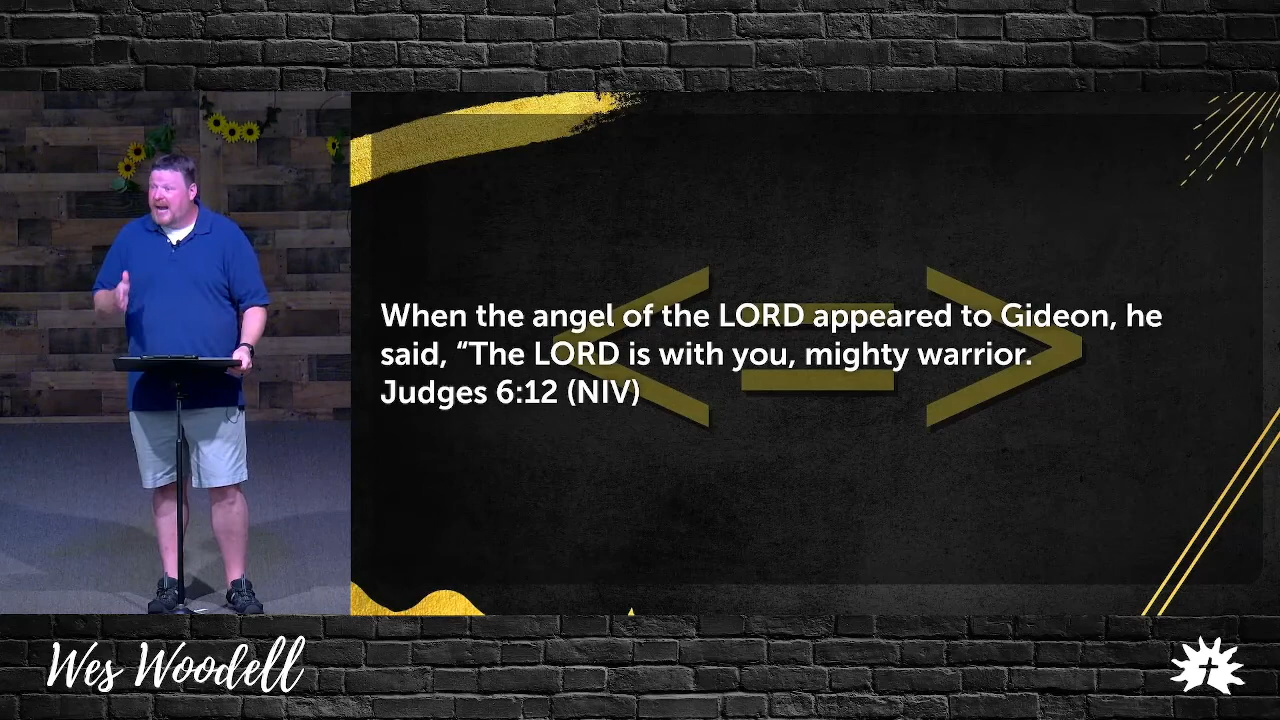 When the angel of the LORD appeared to Gideon, he
said, “The LORD is with you, mighty warrior.
Judges 6:12 (NIV)
Wes Woodell